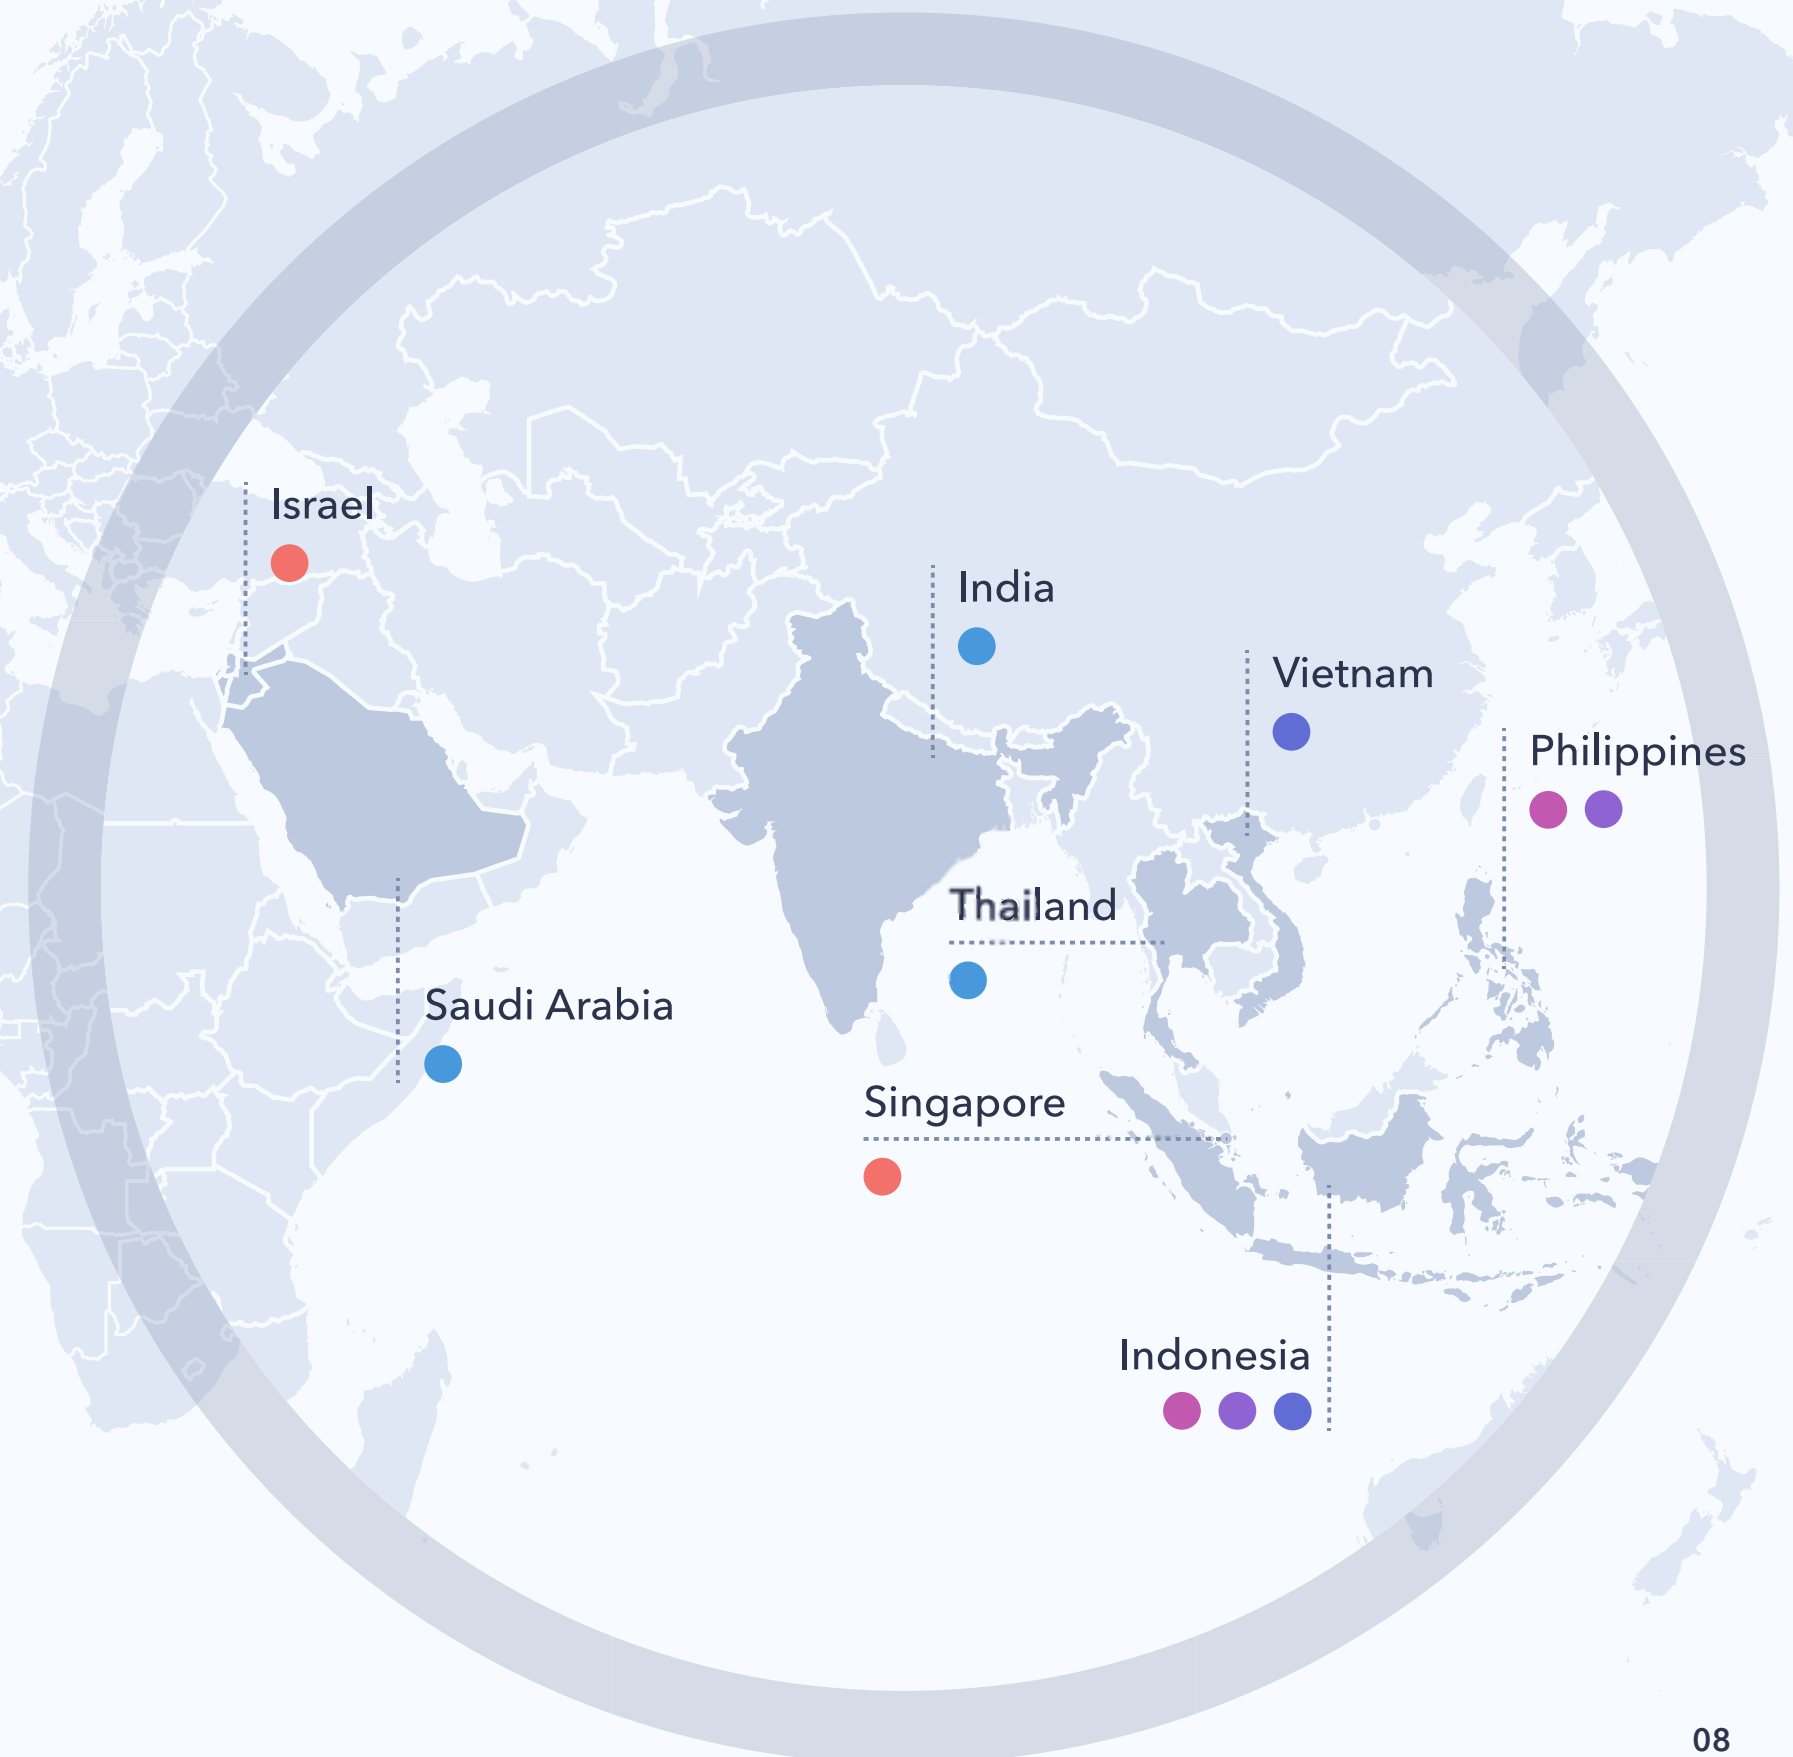 Israel
India
Vietnam
Philippines
Thailand
Saudi Arabia
Singapore
Indonesia
08